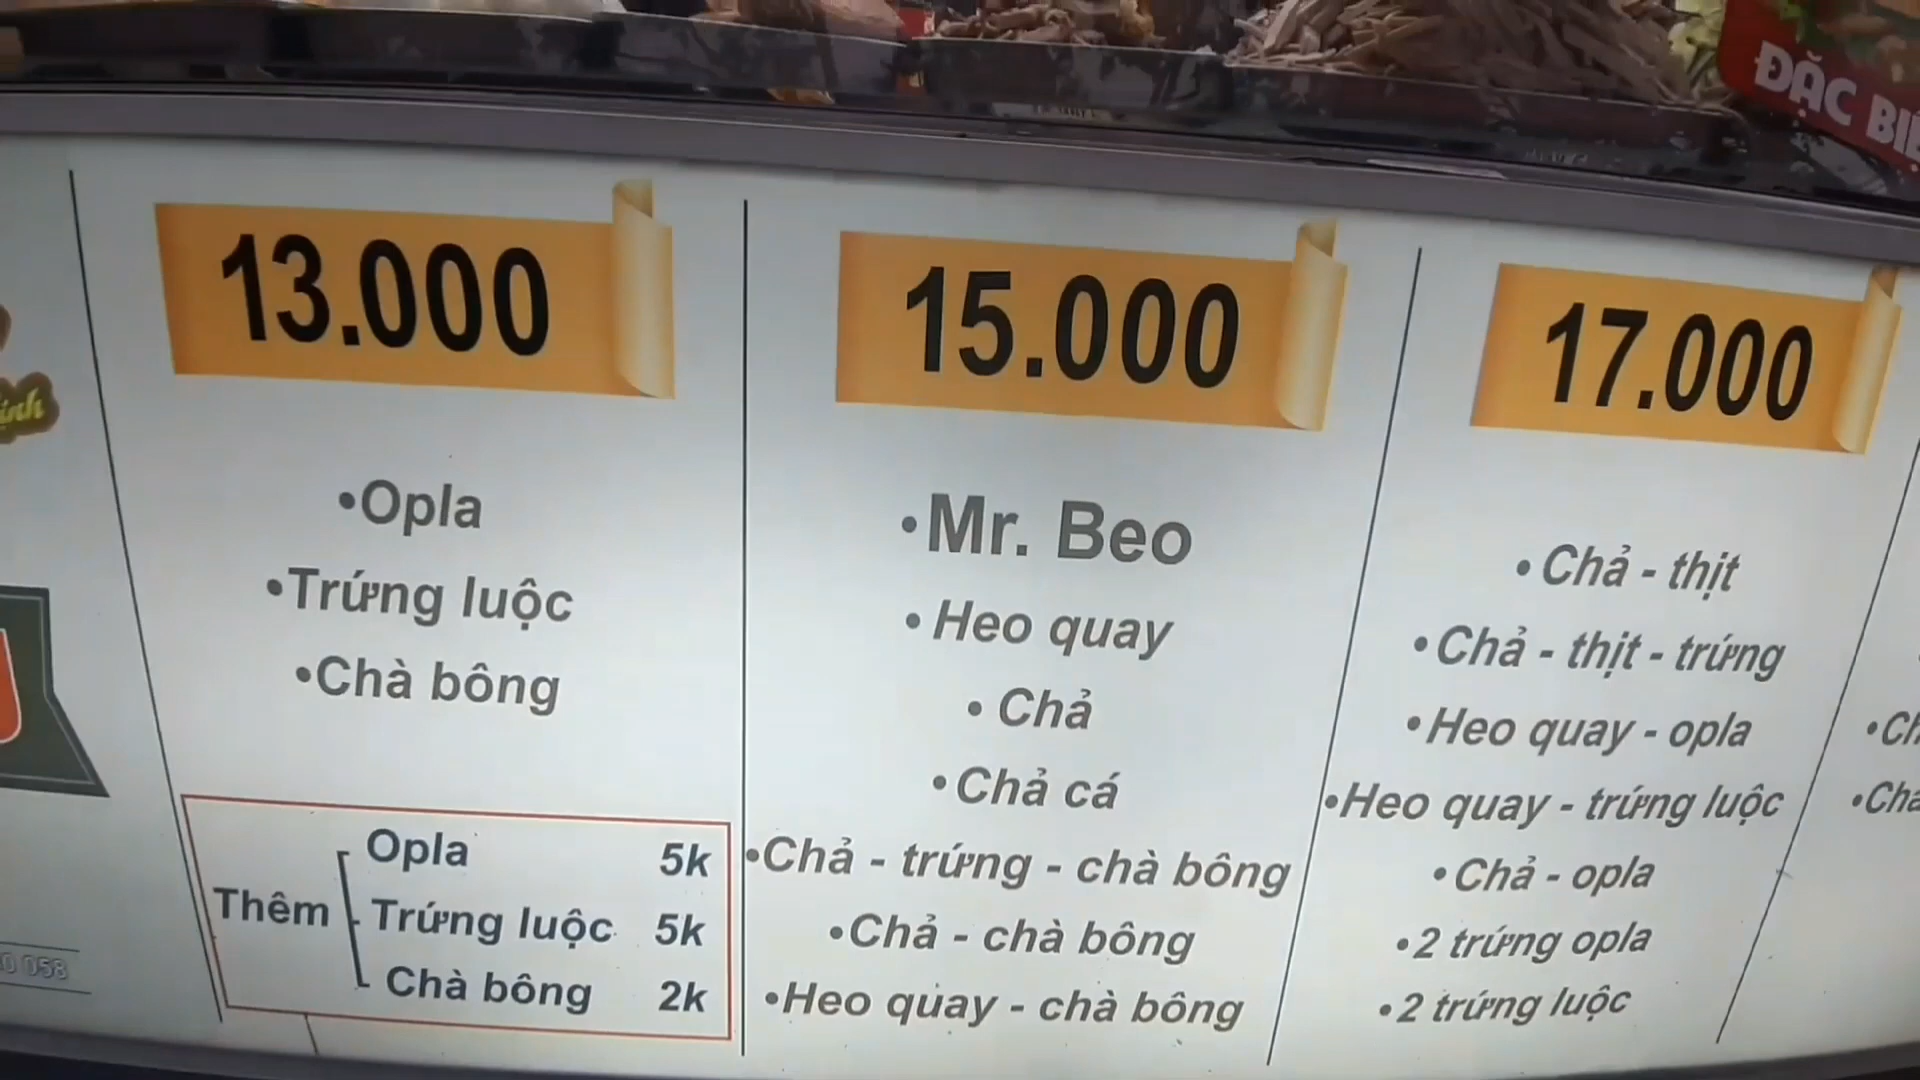 ĐẶC BIỆ
13.000
•Opla
•Trứng luộc
•Chà bông
Thêm
Opla 5k
Trứng luộc 5k
Chà bông 2k
15.000
•Mr. Beo
•Heo quay
•Chả
•Chả cá
•Chả - trứng - chà bông
•Chả - chà bông
•Heo quay - chà bông
17.000
•Chả - thịt
•Chả - thịt - trứng
•Heo quay - opla
•Heo quay - trứng luộc
•Chả - opla
•2 trứng opla
•2 trứng luộc
0 058